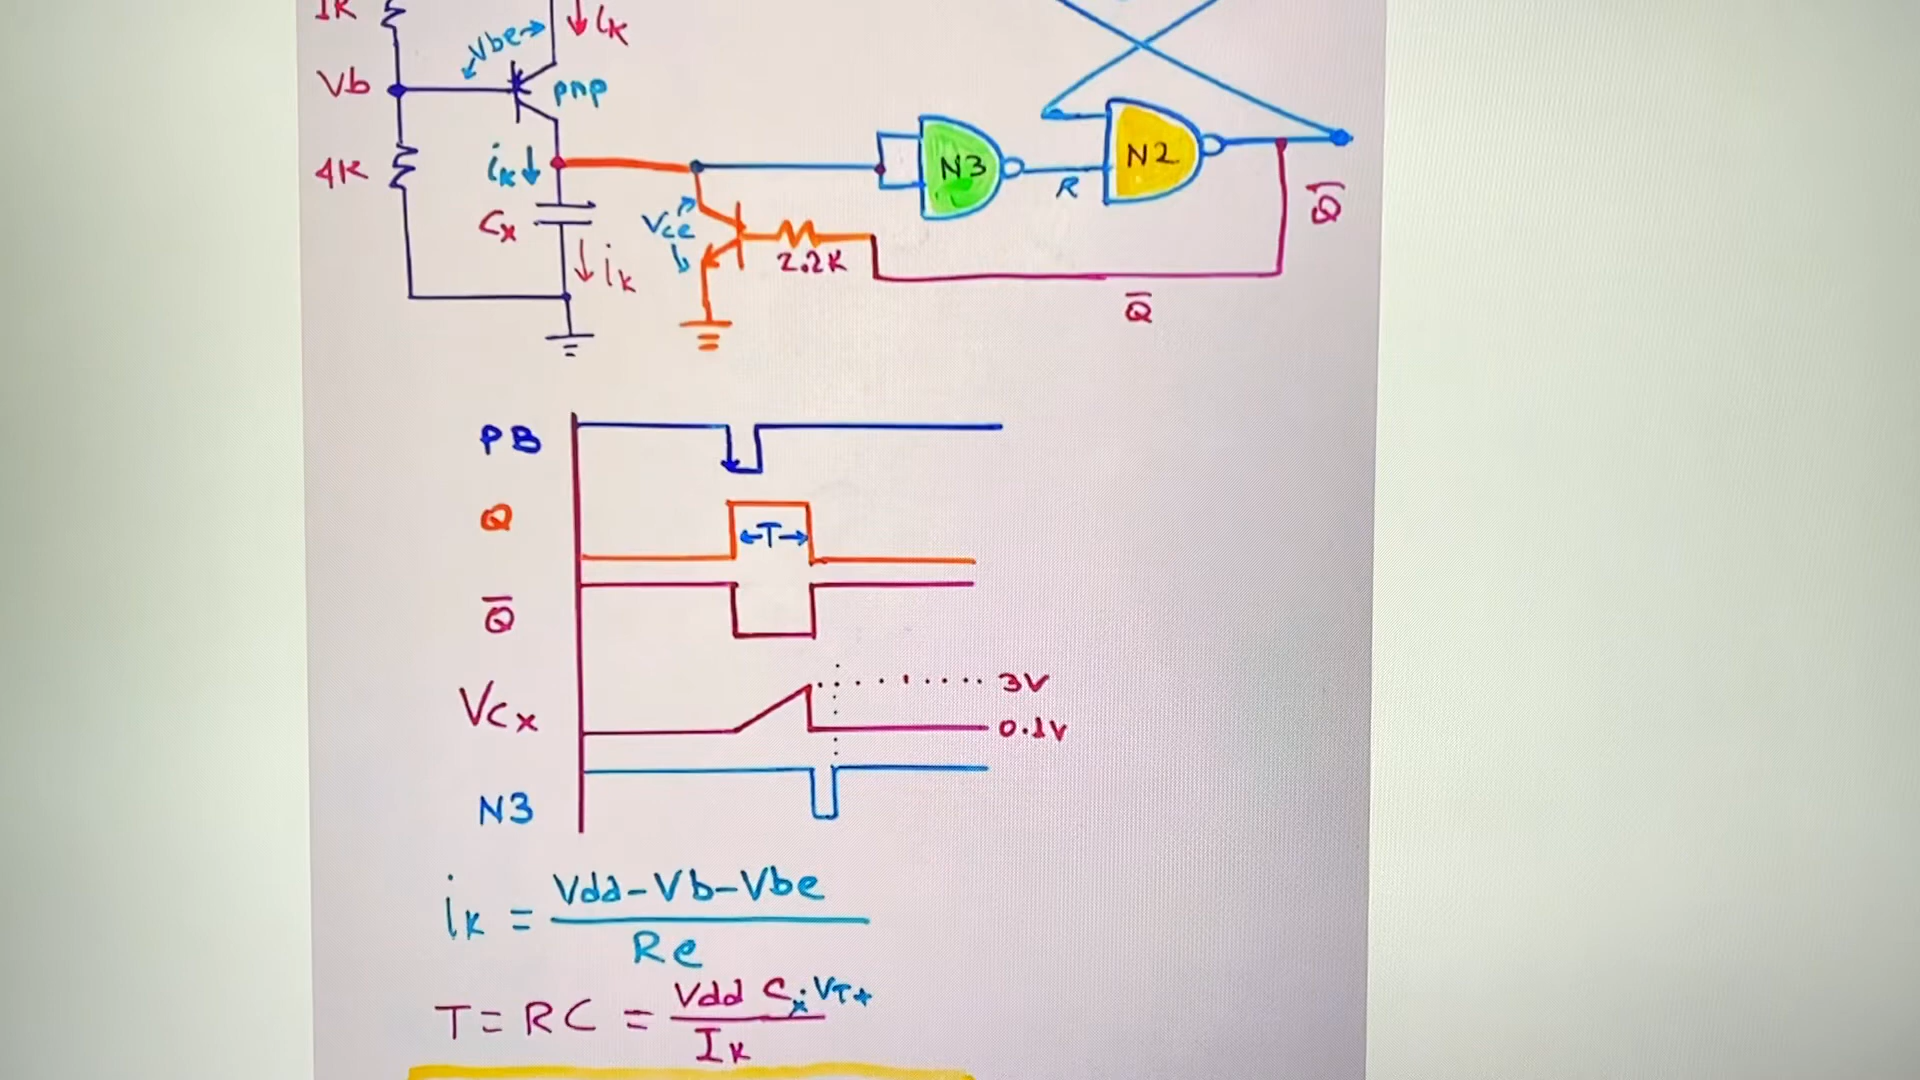 1K
Vbe
iK
Vb
pnp
4K
iK
Cx
iK
Vce
2.2K
N3
R
N2
Q̅
Q̅
PB
Q
T
Q̅
VCx
3V
0.1V
N3
iK = Vdd-Vb-Vbe
Re
T = RC = Vdd Cx VT+
IK